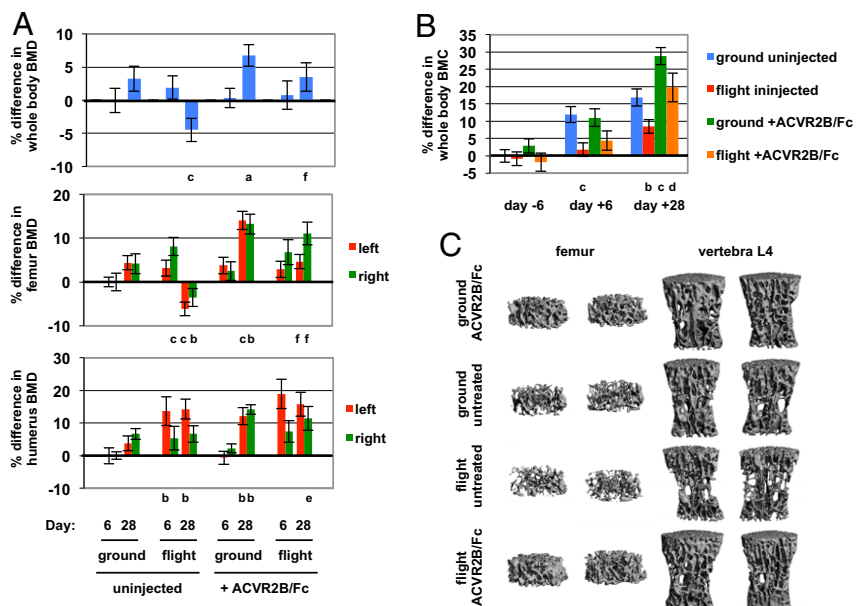 A
% difference in
whole body BMD
10
5
0
-5
-10
c a f
% difference in
femur BMD
20
10
0
-10
left
right
c c b c b f f
% difference in
humerus BMD
30
20
10
0
-10
left
right
b b b b e
Day: 6 28 6 28 6 28 6 28
ground flight ground flight
uninjected + ACVR2B/Fc
B
% difference in
whole body BMC
35
30
25
20
15
10
5
0
-5
c b c d
day -6 day +6 day +28
ground uninjected
flight ininjected
ground +ACVR2B/Fc
flight +ACVR2B/Fc
C
femur vertebra L4
ground
ACVR2B/Fc
ground
untreated
flight
untreated
flight
ACVR2B/Fc